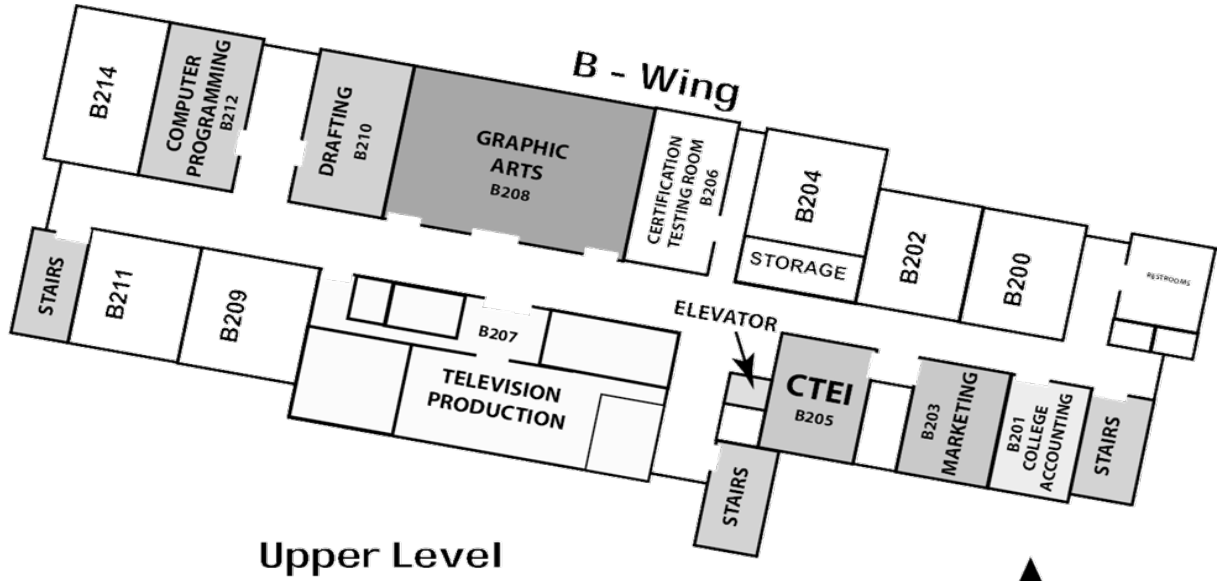 B - Wing
B214
COMPUTER
PROGRAMMING
B212
DRAFTING
B210
GRAPHIC
ARTS
B208
CERTIFICATION
TESTING ROOM
B206
B204
STORAGE
B202
B200
RESTROOMS
STAIRS
B211
B209
B207
TELEVISION
PRODUCTION
ELEVATOR
CTEI
B205
B203
MARKETING
B201
COLLEGE
ACCOUNTING
STAIRS
STAIRS
Upper Level